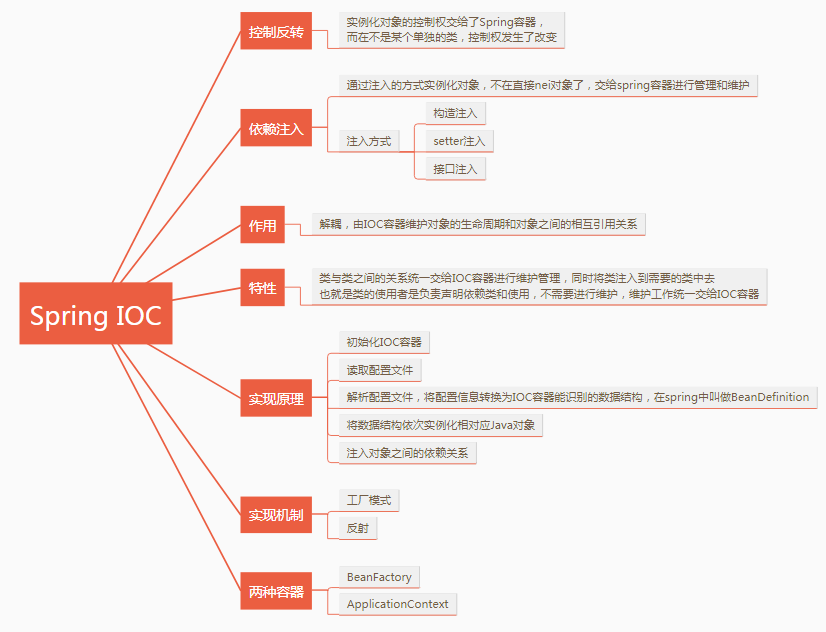 Spring IOC
控制反转
实例化对象的控制权交给了Spring容器，
而在不是某个单独的类，控制权发生了改变
依赖注入
通过注入的方式实例化对象，不在直接nei对象了，交给spring容器进行管理和维护
注入方式
构造注入
setter注入
接口注入
作用
解耦，由IOC容器维护对象的生命周期和对象之间的相互引用关系
特性
类与类之间的关系统一交给IOC容器进行维护管理，同时将类注入到需要的类中去
也就是类的使用者是负责声明依赖类和使用，不需要进行维护，维护工作统一交给IOC容器
实现原理
初始化IOC容器
读取配置文件
解析配置文件，将配置信息转换为IOC容器能识别的数据结构，在spring中叫做BeanDefinition
将数据结构依次实例化相对应Java对象
注入对象之间的依赖关系
实现机制
工厂模式
反射
两种容器
BeanFactory
ApplicationContext